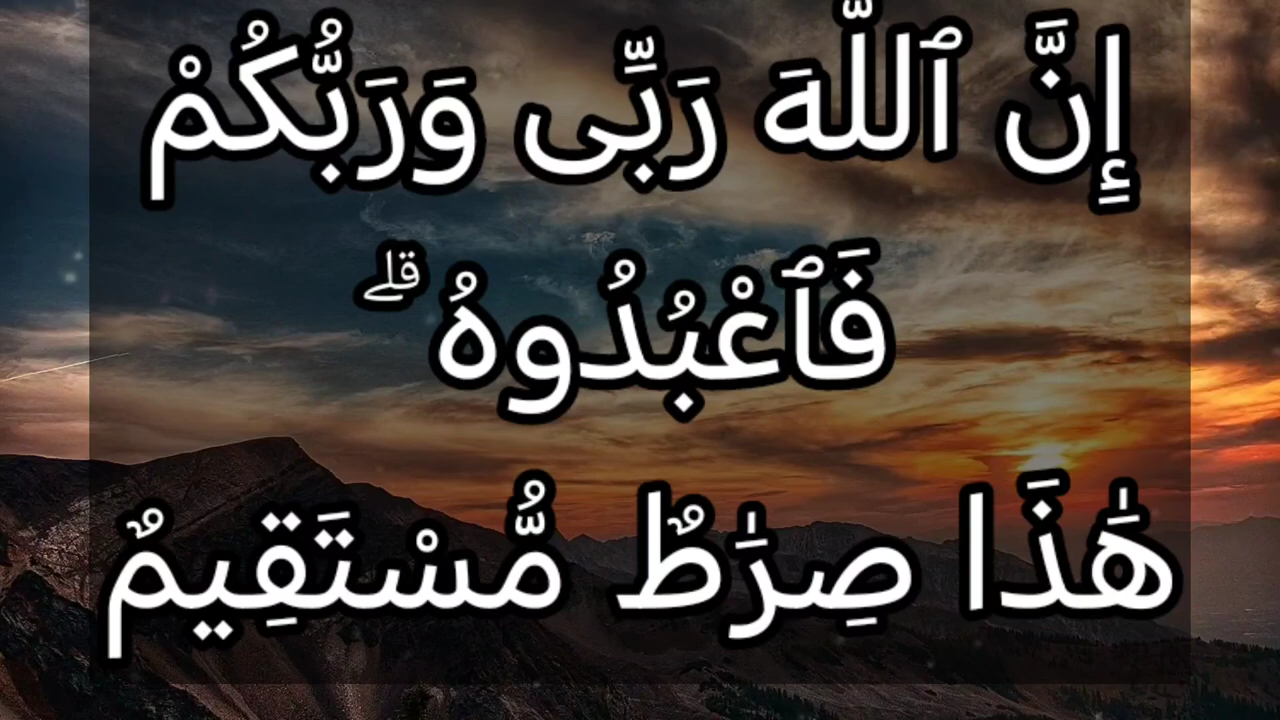 إِنَّ ٱللَّهَ رَبِّى وَرَبُّكُمْ
فَٱعْبُدُوهُ ۗ
هَٰذَا صِرَٰطٌ مُّسْتَقِيمٌ